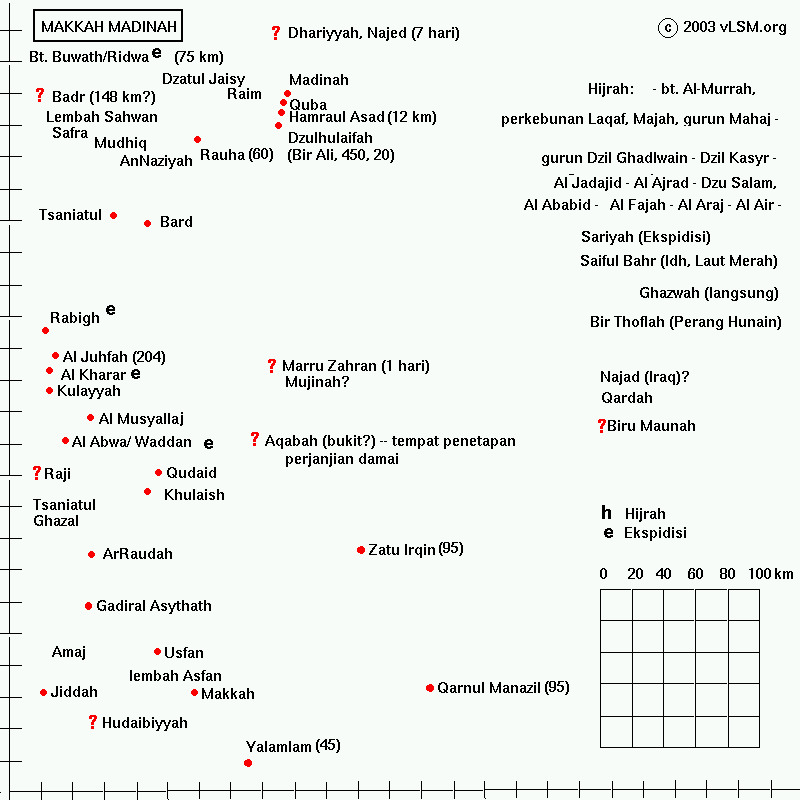 MAKKAH MADINAH
© 2003 vLSM.org
? Dhariyyah, Najed (7 hari)
Bt. Buwath/Ridwa e (75 km)
Dzatul Jaisy
Madinah
Raim
Quba
? Badr (148 km?)
Hijrah: - bt. Al-Murrah,
Lembah Sahwan
Hamraul Asad (12 km)
perkebunan Laqaf, Majah, gurun Mahaj -
Safra
Mudhiq
Dzulhulaifah
AnNaziyah
Rauha (60)
(Bir Ali, 450, 20)
gurun Dzil Ghadlwain - Dzil Kasyr -
Al Jadajid - Al Ajrad - Dzu Salam,
Al Ababid - Al Fajah - Al Araj - Al Air -
Tsaniatul
Bard
Sariyah (Ekspidisi)
Saiful Bahr (Idh, Laut Merah)
Ghazwah (langsung)
Rabigh e
Bir Thoflah (Perang Hunain)
Al Juhfah (204)
? Marru Zahran (1 hari)
Mujinah?
Al Kharar e
Najad (Iraq)?
Kulayyah
Qardah
Al Musyallaj
?Biru Maunah
Al Abwa/ Waddan e
? Aqabah (bukit?) -- tempat penetapan
perjanjian damai
? Raji
Qudaid
Khulaish
Tsaniatul
Ghazal
h Hijrah
e Ekspidisi
ArRaudah
Zatu Irqin (95)
0 20 40 60 80 100 km
Gadiral Asythath
Amaj
Usfan
lembah Asfan
Jiddah
Makkah
Qarnul Manazil (95)
? Hudaibiyyah
Yalamlam (45)